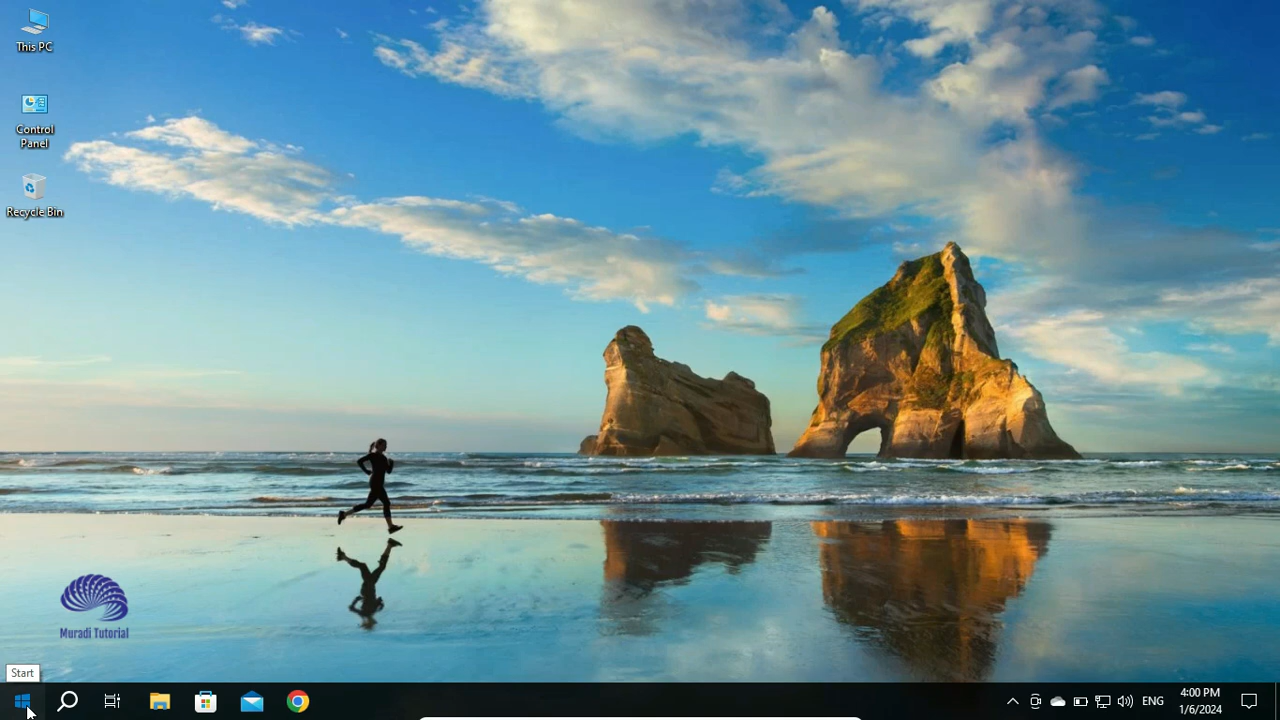 This PC
Control
Panel
Recycle Bin
Muradi Tutorial
Start
ENG
4:00 PM
1/6/2024